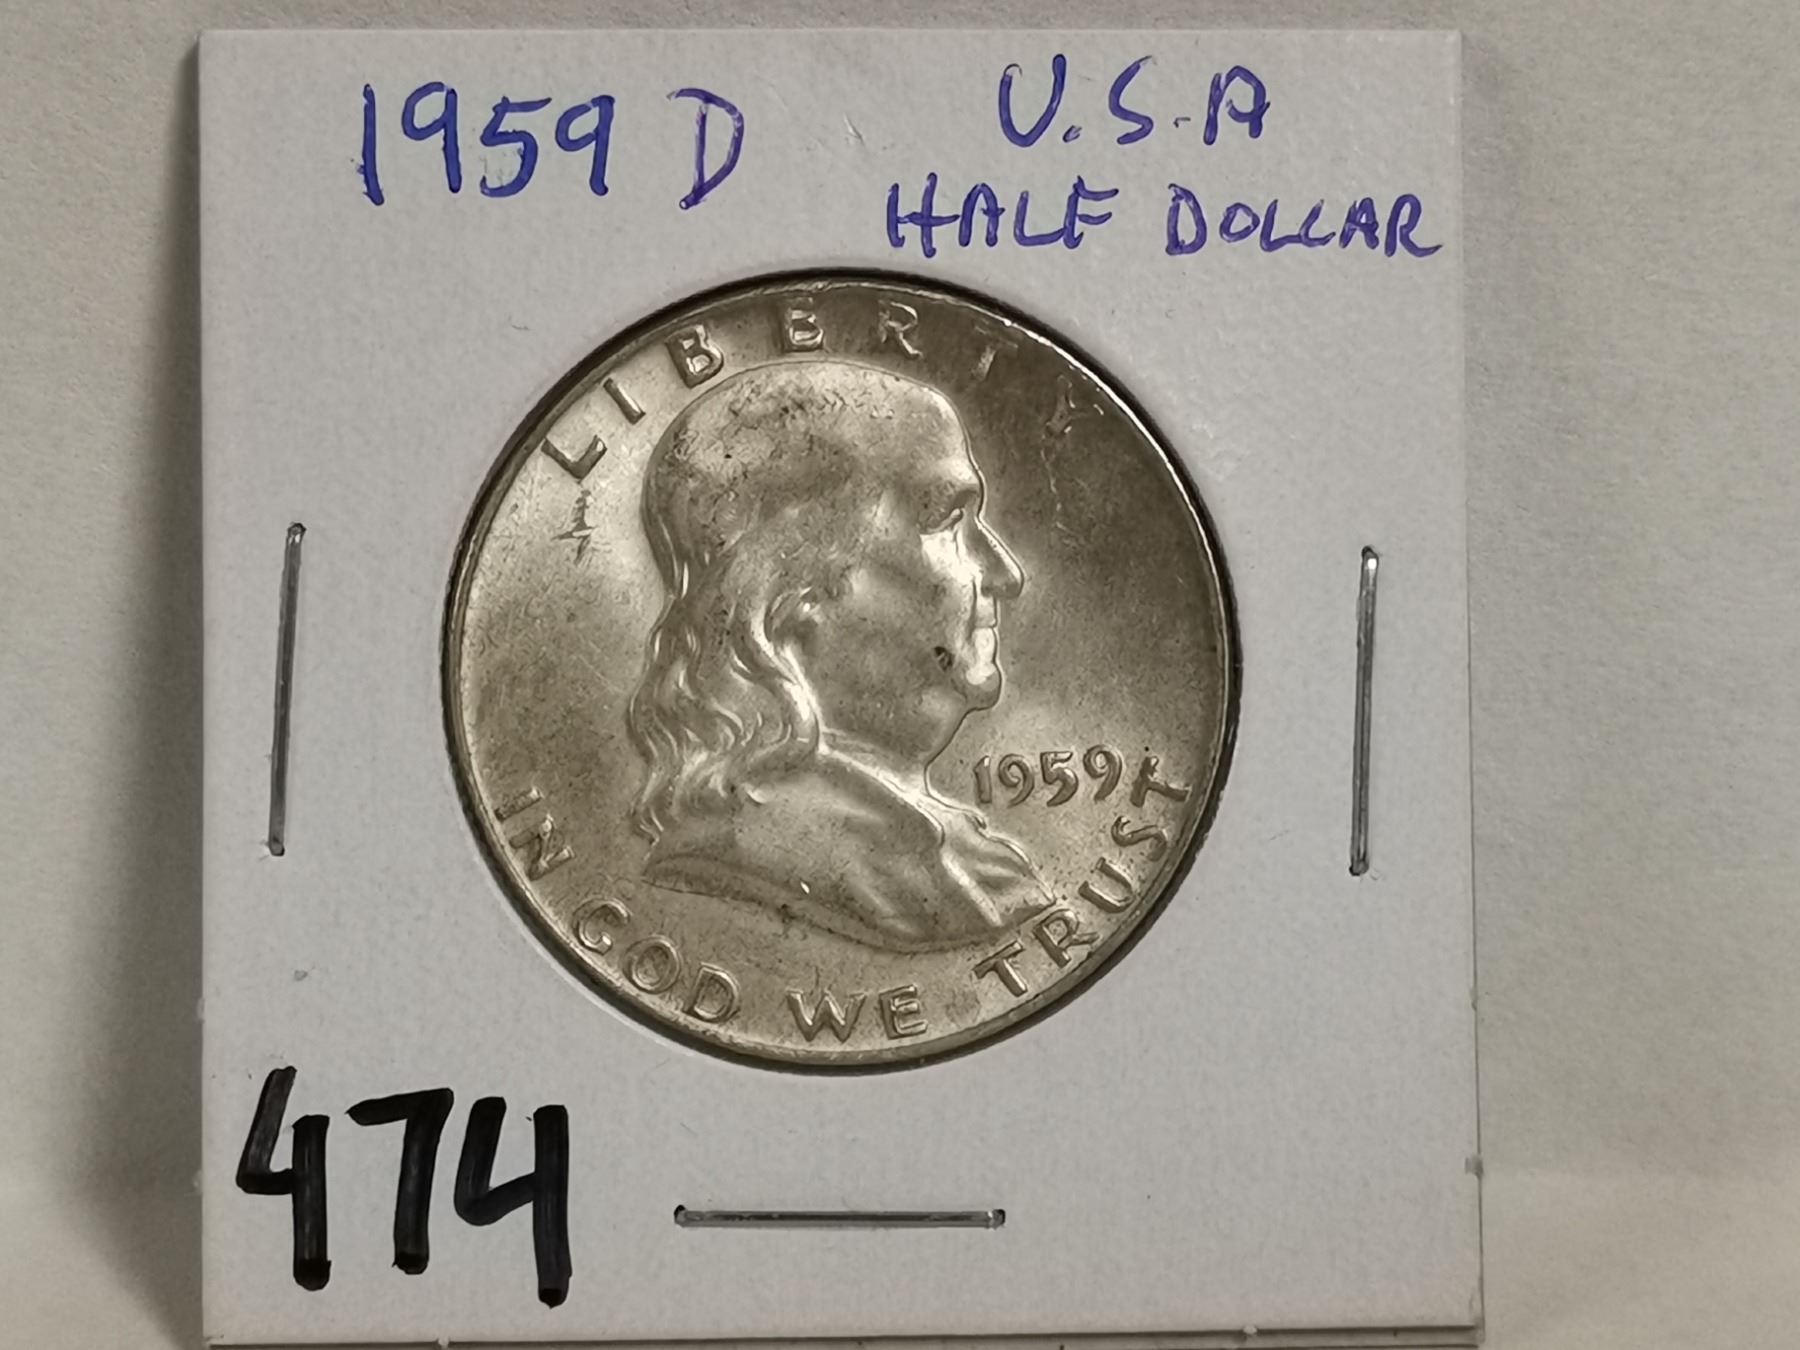 1959 D
U.S.A
HALF DOLLAR
LIBERTY
1959
IN GOD WE TRUST
474